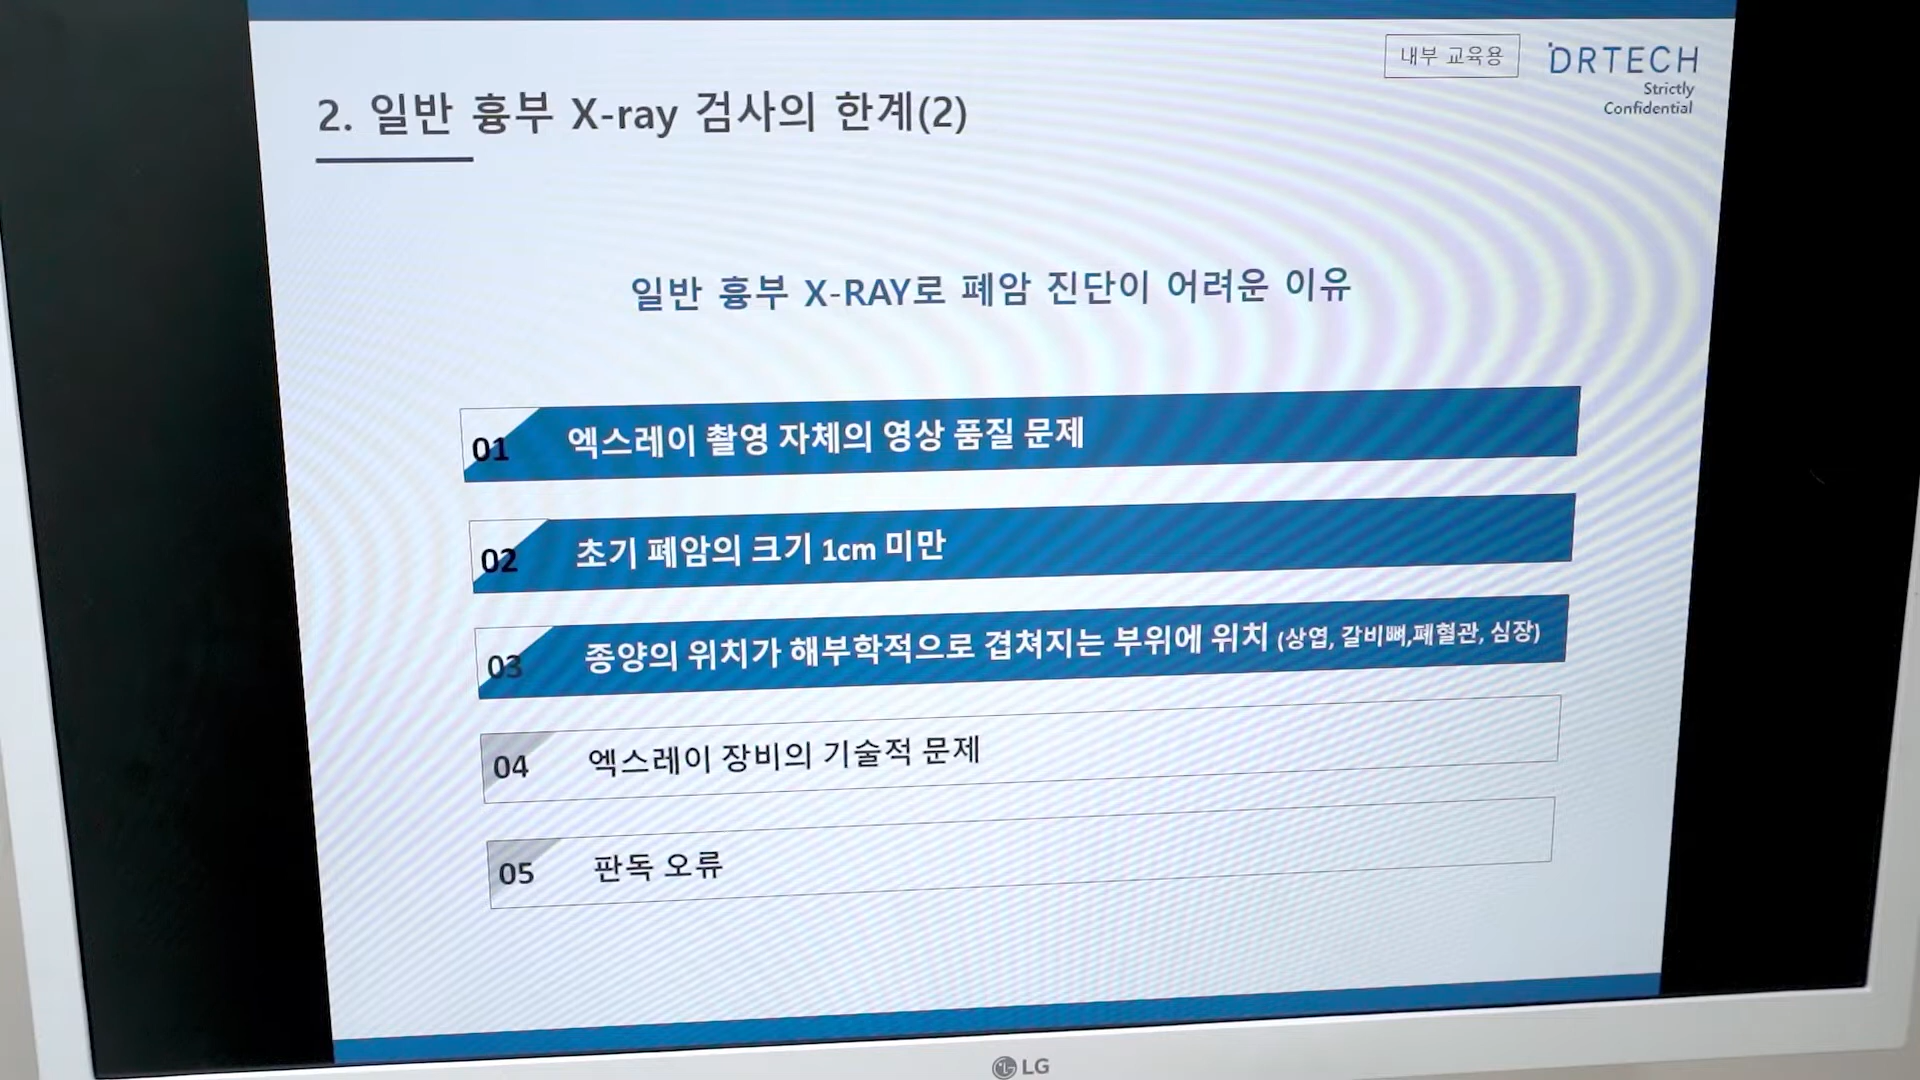 내부 교육용
DRTECH
Strictly
Confidential
2. 일반 흉부 X-ray 검사의 한계(2)
일반 흉부 X-RAY로 폐암 진단이 어려운 이유
01 엑스레이 촬영 자체의 영상 품질 문제
02 초기 폐암의 크기 1cm 미만
03 종양의 위치가 해부학적으로 겹쳐지는 부위에 위치 (상엽, 갈비뼈,폐혈관, 심장)
04 엑스레이 장비의 기술적 문제
05 판독 오류
LG